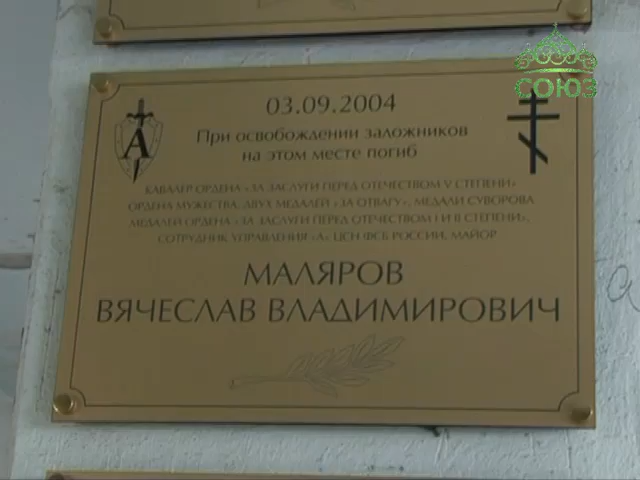 СОЮЗ
03.09.2004
А
При освобождении заложников
на этом месте погиб
КАВАЛЕР ОРДЕНА «ЗА ЗАСЛУГИ ПЕРЕД ОТЕЧЕСТВОМ V СТЕПЕНИ»
ОРДЕНА МУЖЕСТВА, ДВУХ МЕДАЛЕЙ «ЗА ОТВАГУ», МЕДАЛИ СУВОРОВА
МЕДАЛЕЙ ОРДЕНА «ЗА ЗАСЛУГИ ПЕРЕД ОТЕЧЕСТВОМ I И II СТЕПЕНИ»,
СОТРУДНИК УПРАВЛЕНИЯ «А» ЦСН ФСБ РОССИИ, МАЙОР
МАЛЯРОВ
ВЯЧЕСЛАВ ВЛАДИМИРОВИЧ